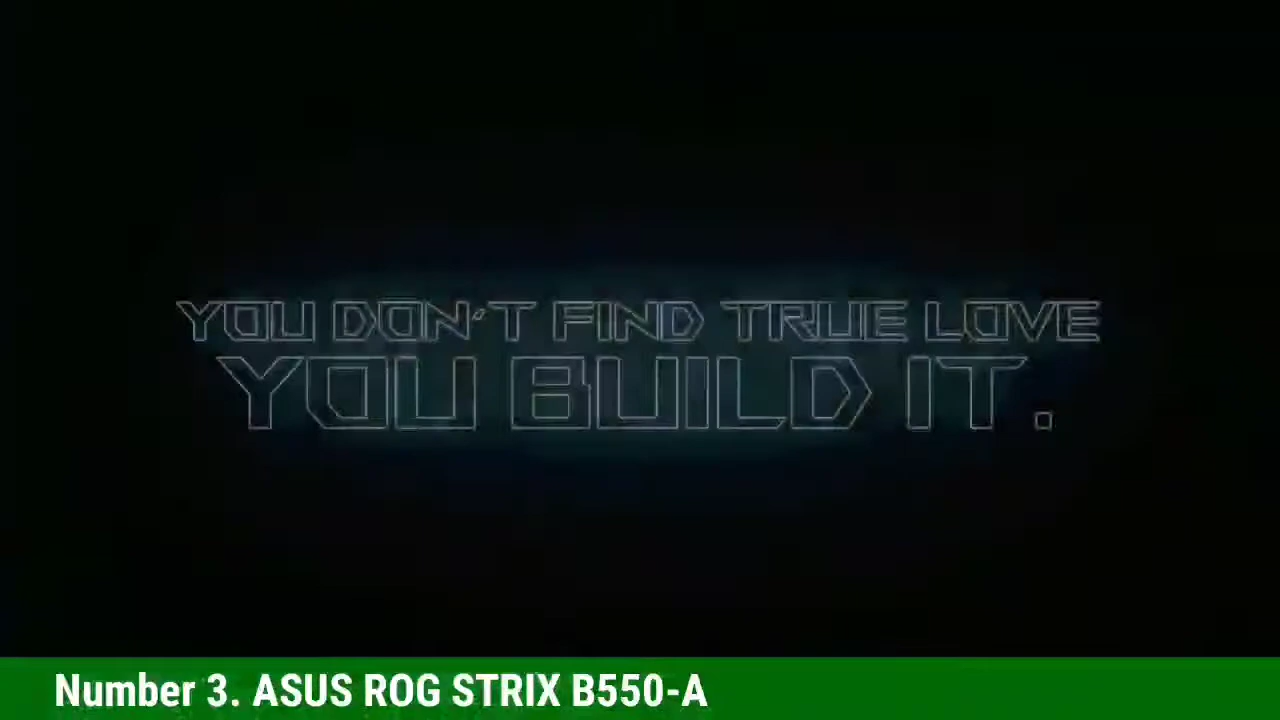 YOU DON'T FIND TRUE LOVE
YOU BUILD IT.
Number 3. ASUS ROG STRIX B550-A